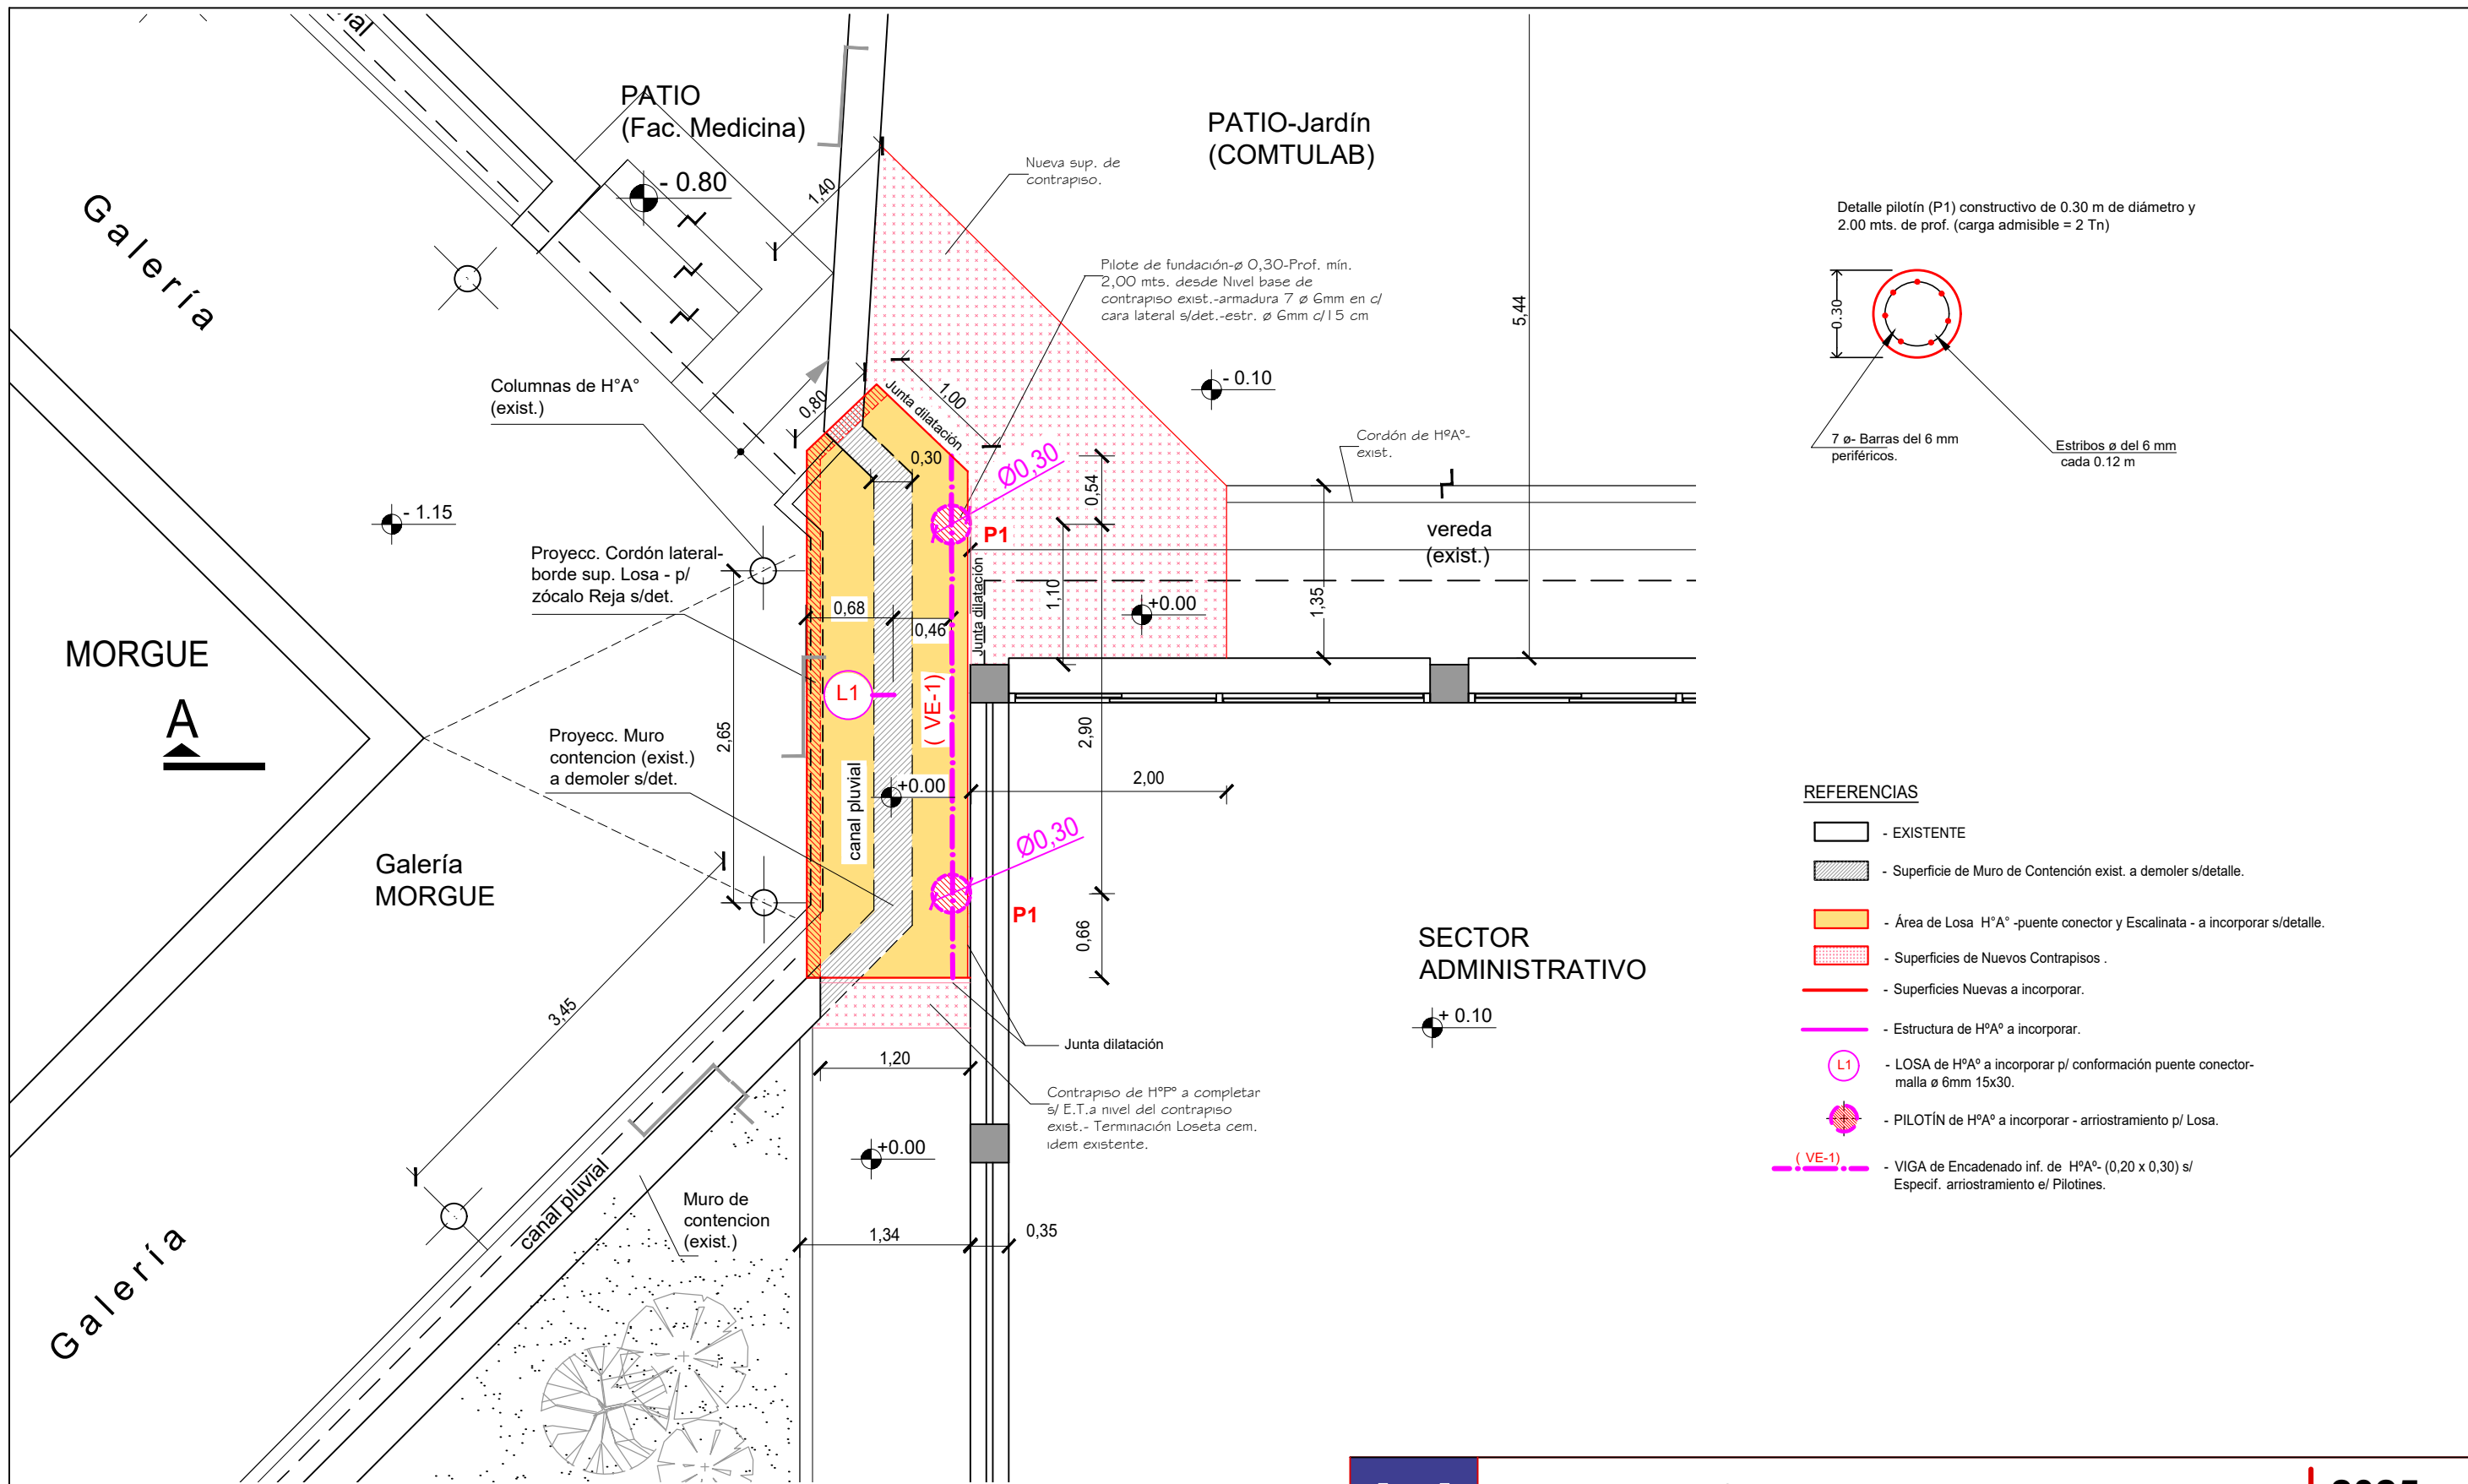 PATIO
(Fac. Medicina)
- 0.80
Galería
PATIO-Jardín
(COMTULAB)
Nueva sup. de
contrapiso.
1,40
Pilote de fundación-ø 0,30-Prof. mín.
2,00 mts. desde Nivel base de
contrapiso exist.-armadura 7 ø 6mm en c/
cara lateral s/det.-estr. ø 6mm c/15 cm
5,44
Detalle pilotín (P1) constructivo de 0.30 m de diámetro y
2.00 mts. de prof. (carga admisible = 2 Tn)
0.30
7 ø- Barras del 6 mm
periféricos.
Estribos ø del 6 mm
cada 0.12 m
Columnas de H°A°
(exist.)
0,80
Junta dilatación
1,00
- 0.10
Cordón de HºAº-
exist.
0,30
Ø0,30
0,54
P1
- 1.15
vereda
(exist.)
Proyecc. Cordón lateral-
borde sup. Losa - p/
zócalo Reja s/det.
0,68
0,46
Junta dilatación
1,10
+0.00
1,35
MORGUE
A
L1
( VE-1)
2,65
2,90
Proyecc. Muro
contencion (exist.)
a demoler s/det.
canal pluvial
+0.00
2,00
Ø0,30
P1
0,66
Galería
MORGUE
SECTOR
ADMINISTRATIVO
+ 0.10
3,45
Junta dilatación
1,20
Contrapiso de HºPº a completar
s/ E.T.a nivel del contrapiso
exist.- Terminación Loseta cem.
idem existente.
+0.00
canal pluvial
Muro de
contencion
(exist.)
1,34
0,35
Galería
REFERENCIAS
- EXISTENTE
- Superficie de Muro de Contención exist. a demoler s/detalle.
- Área de Losa H°A° -puente conector y Escalinata - a incorporar s/detalle.
- Superficies de Nuevos Contrapisos .
- Superficies Nuevas a incorporar.
- Estructura de HºAº a incorporar.
L1
- LOSA de HºAº a incorporar p/ conformación puente conector-
malla ø 6mm 15x30.
- PILOTÍN de HºAº a incorporar - arriostramiento p/ Losa.
( VE-1)
- VIGA de Encadenado inf. de HºAº- (0,20 x 0,30) s/
Especif. arriostramiento e/ Pilotines.